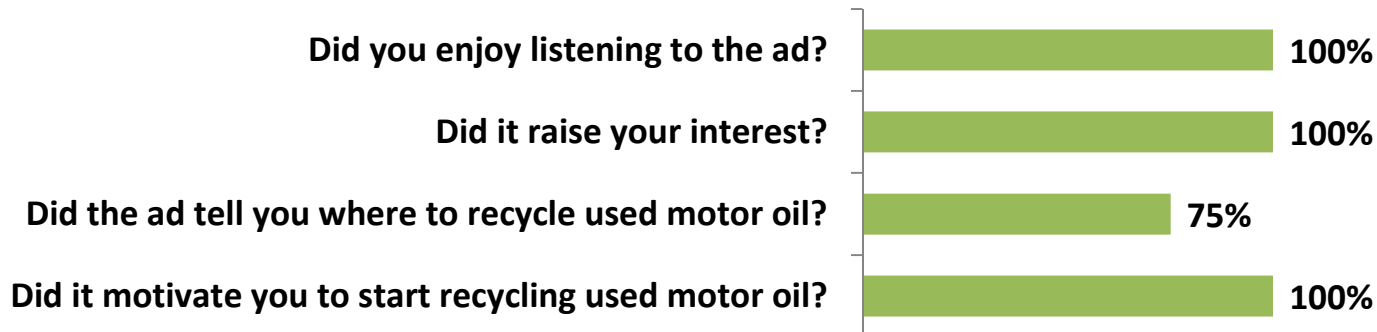 Did you enjoy listening to the ad? 100%
Did it raise your interest? 100%
Did the ad tell you where to recycle used motor oil? 75%
Did it motivate you to start recycling used motor oil? 100%